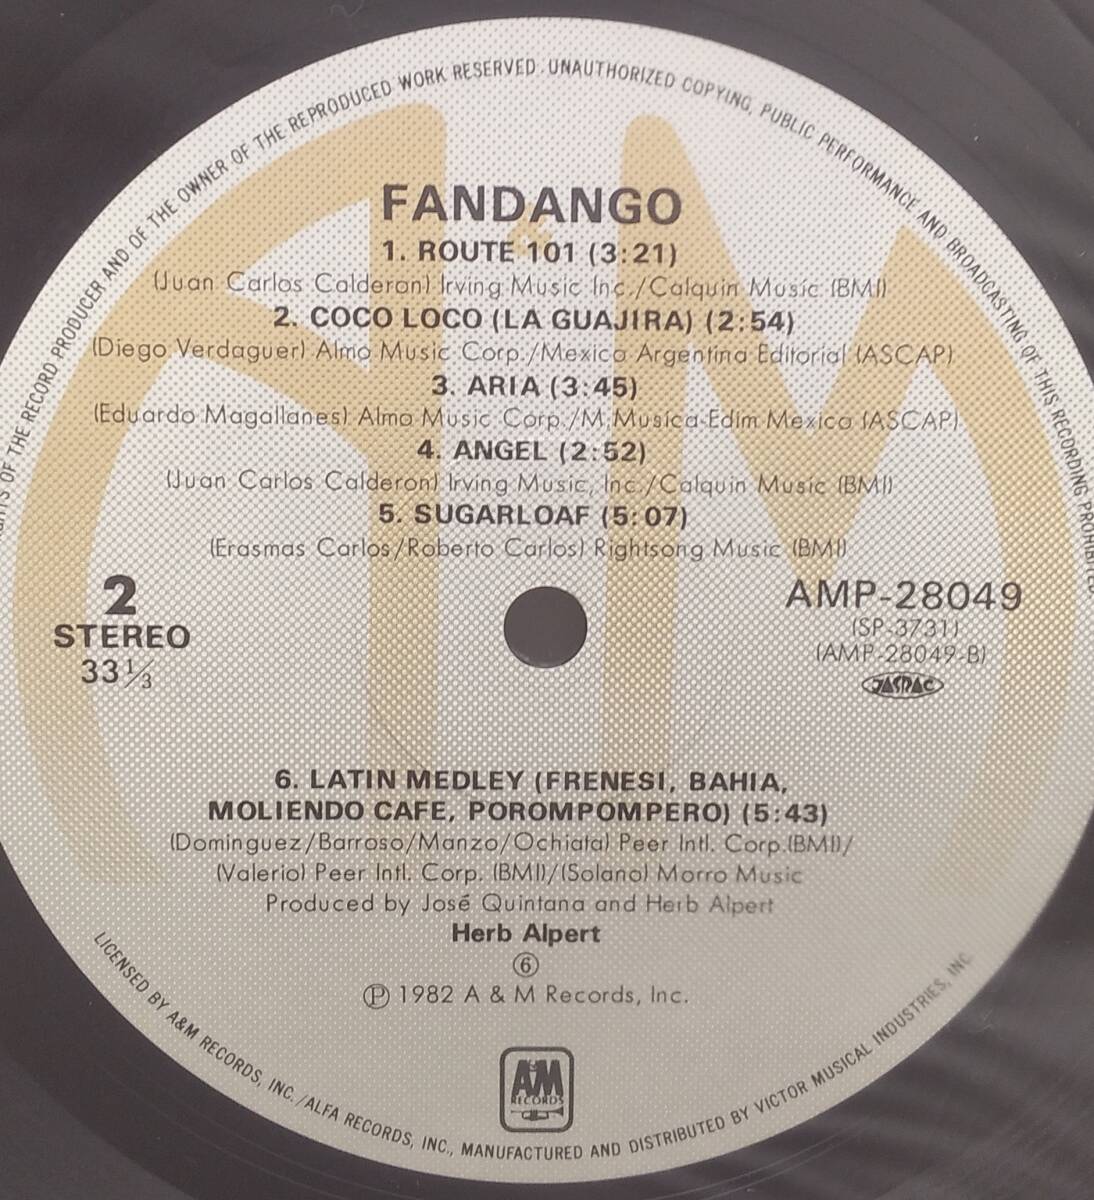 OF THE RECORD PRODUCER AND OF THE OWNER OF THE REPRODUCED WORK RESERVED. UNAUTHORIZED COPYING, PUBLIC PERFORMANCE AND BROADCASTING OF THIS RECORDING PROHIBITED
FANDANGO
1. ROUTE 101 (3:21)
(Juan Carlos Calderon) Irving Music Inc./Calquin Music (BMI)
2. COCO LOCO (LA GUAJIRA) (2:54)
(Diego Verdaguer) Almo Music Corp./Mexico Argentina Editorial (ASCAP)
3. ARIA (3:45)
(Eduardo Magallanes) Almo Music Corp./M.Musica-Edim Mexico (ASCAP)
4. ANGEL (2:52)
(Juan Carlos Calderon) Irving Music, Inc./Calquin Music (BMI)
5. SUGARLOAF (5:07)
(Erasmas Carlos/Roberto Carlos) Rightsong Music (BMI)
2
STEREO
33 1/3
AMP-28049
(SP-3731)
(AMP-28049-B)
JASRAC
6. LATIN MEDLEY (FRENESI, BAHIA,
MOLIENDO CAFE, POROMPOMPERO) (5:43)
(Dominguez/Barroso/Manzo/Ochiata) Peer Intl. Corp.(BMI)/
(Valerio) Peer Intl. Corp. (BMI)/(Solano) Morro Music
Produced by José Quintana and Herb Alpert
Herb Alpert
⑥
℗ 1982 A & M Records, Inc.
A&M
RECORDS
LICENSED BY A&M RECORDS, INC./ALFA RECORDS, INC., MANUFACTURED AND DISTRIBUTED BY VICTOR MUSICAL INDUSTRIES, INC.